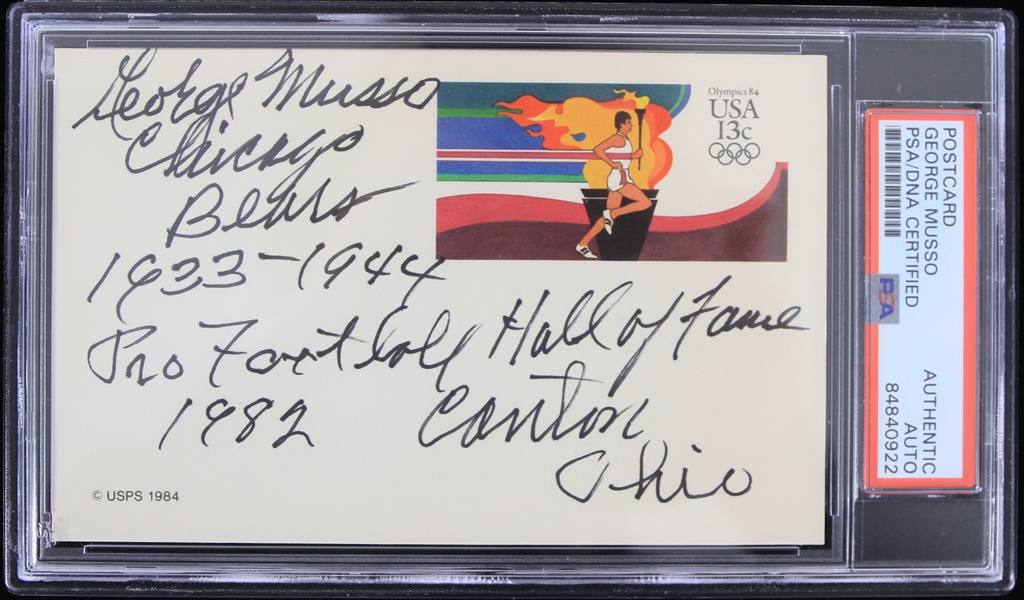 George Musso
Chicago
Bears
1933-1944
Pro Football Hall of Fame
1982 Canton
Ohio
Olympics 84
USA
13c
© USPS 1984
POSTCARD
GEORGE MUSSO
PSA/DNA CERTIFIED
PSA
AUTHENTIC
AUTO
84840922